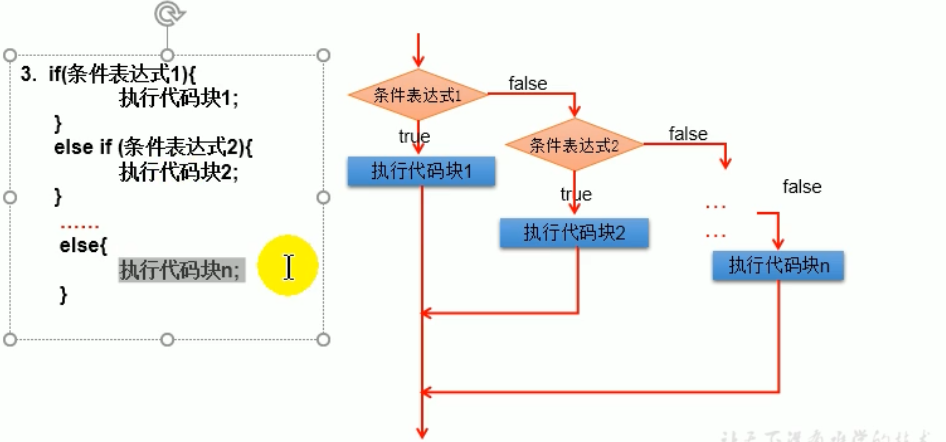 3. if(条件表达式1){
执行代码块1;
}
else if (条件表达式2){
执行代码块2;
}
……
else{
执行代码块n;
}
条件表达式1
false
true
执行代码块1
条件表达式2
false
true
执行代码块2
...
...
false
执行代码块n